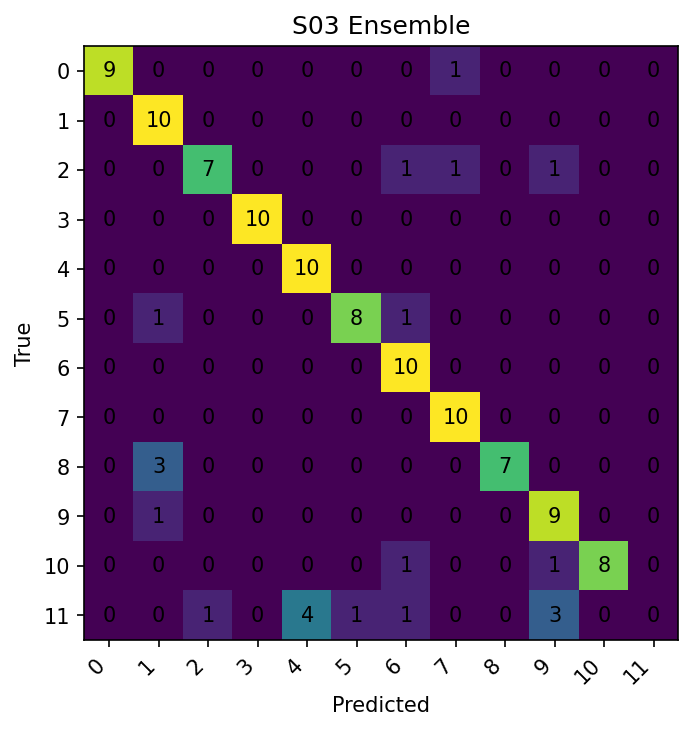 S03 Ensemble
0 9 0 0 0 0 0 0 1 0 0 0 0
1 0 10 0 0 0 0 0 0 0 0 0 0
2 0 0 7 0 0 0 1 1 0 1 0 0
3 0 0 0 10 0 0 0 0 0 0 0 0
4 0 0 0 0 10 0 0 0 0 0 0 0
5 0 1 0 0 0 8 1 0 0 0 0 0
6 0 0 0 0 0 0 10 0 0 0 0 0
7 0 0 0 0 0 0 0 10 0 0 0 0
8 0 3 0 0 0 0 0 0 7 0 0 0
9 0 1 0 0 0 0 0 0 0 9 0 0
10 0 0 0 0 0 0 1 0 0 1 8 0
11 0 0 1 0 4 1 1 0 0 3 0 0
0 1 2 3 4 5 6 7 8 9 10 11
Predicted
True